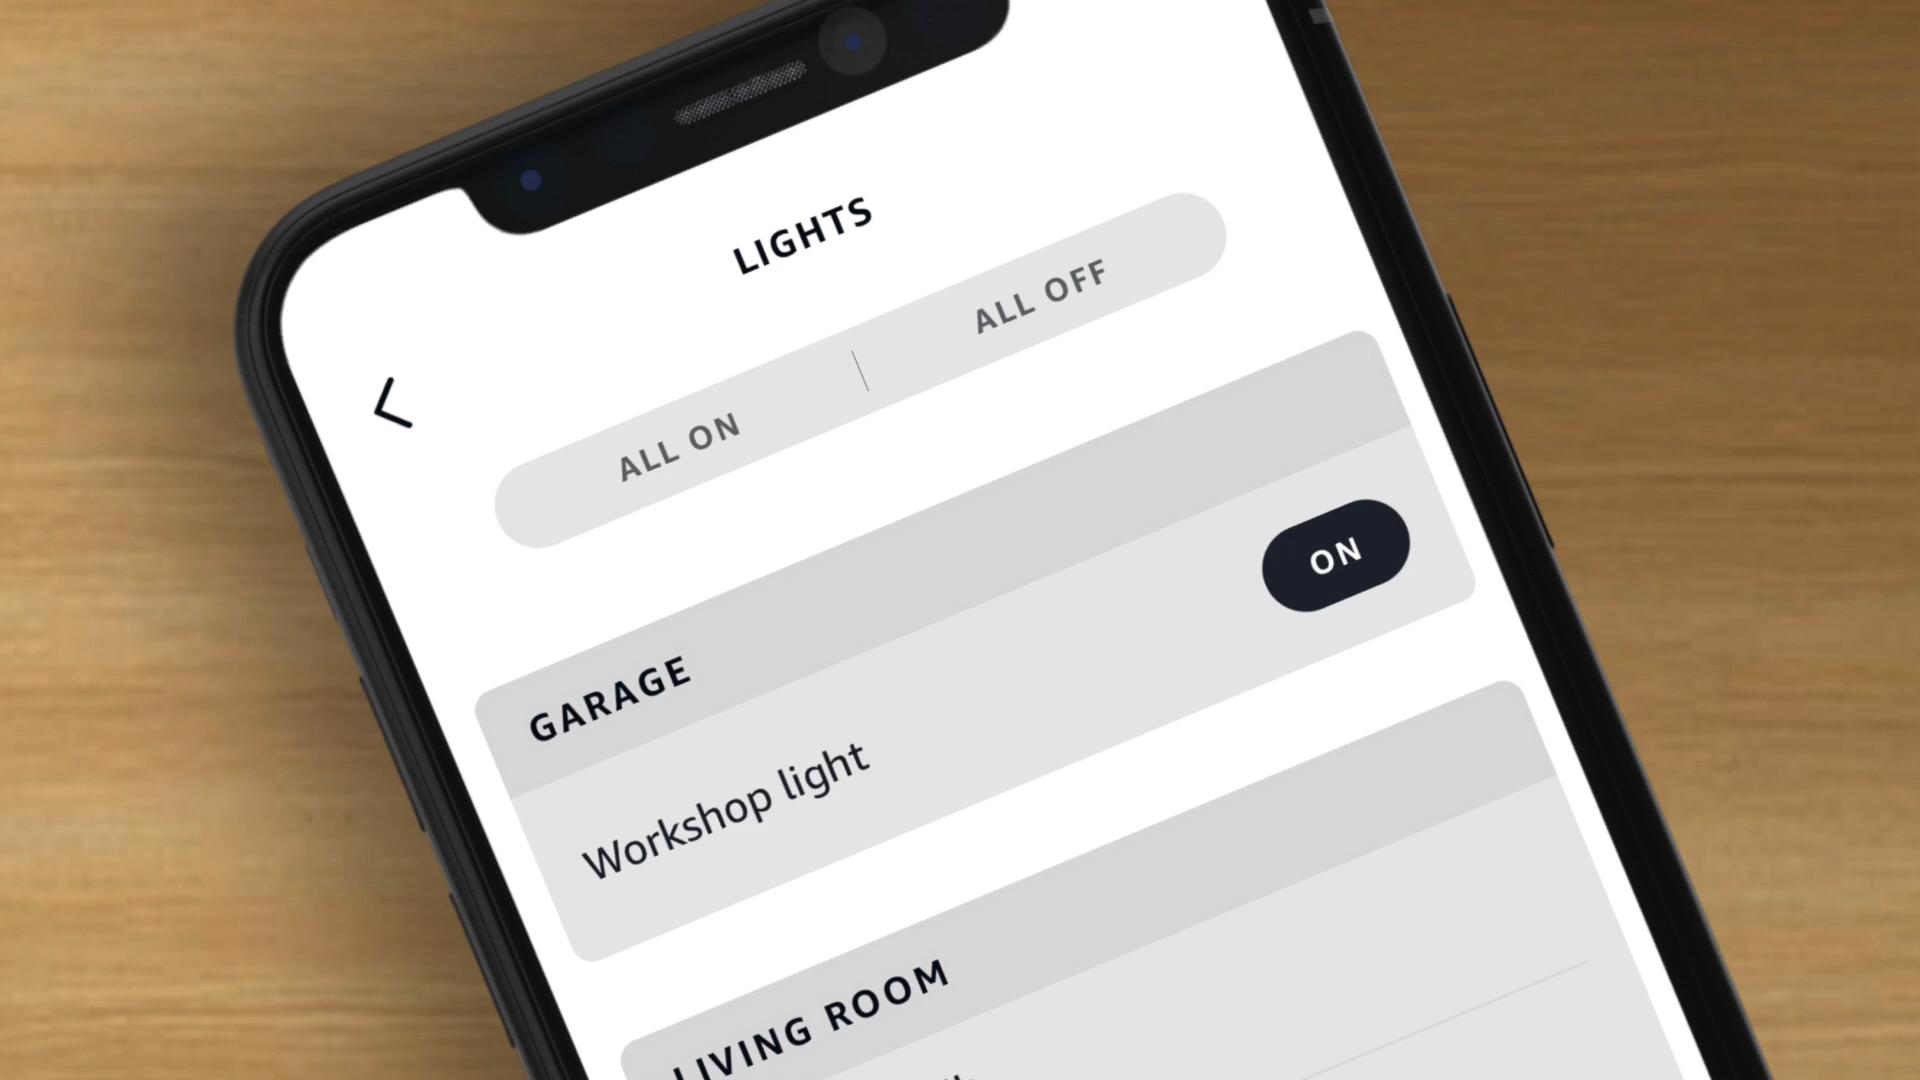 LIGHTS
ALL ON
ALL OFF
GARAGE
Workshop light
ON
LIVING ROOM